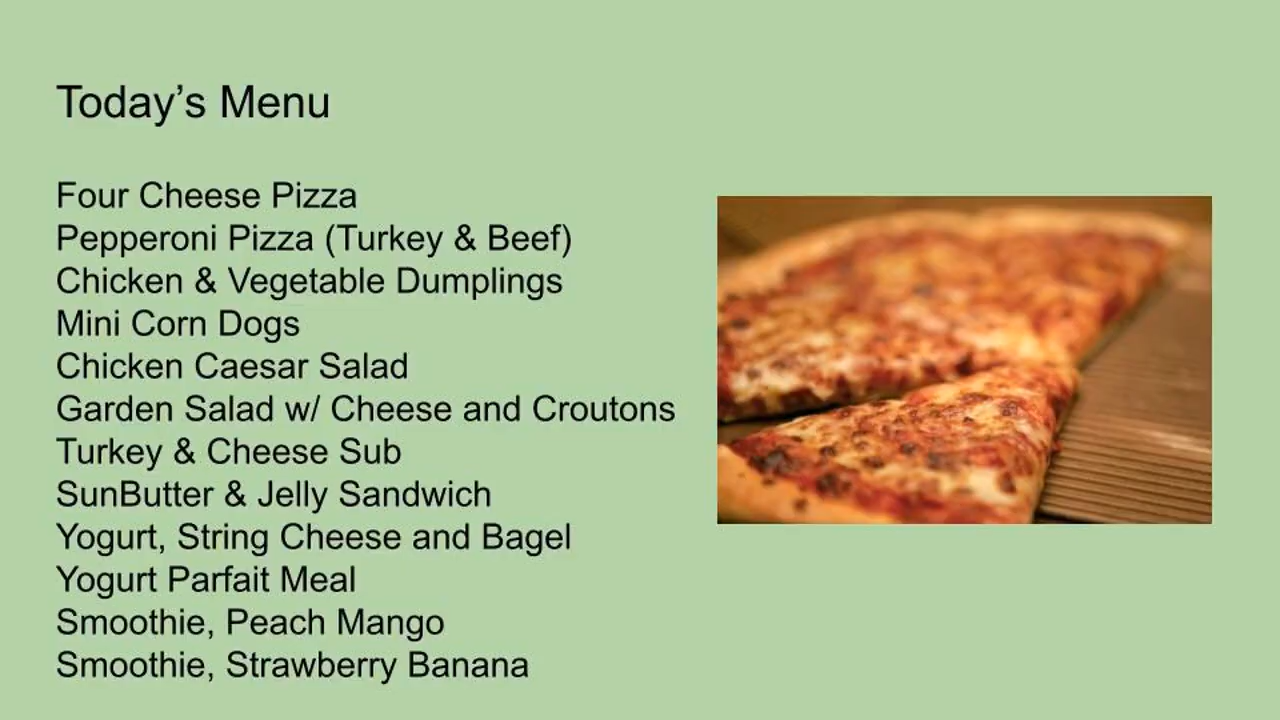 Today’s Menu
Four Cheese Pizza
Pepperoni Pizza (Turkey & Beef)
Chicken & Vegetable Dumplings
Mini Corn Dogs
Chicken Caesar Salad
Garden Salad w/ Cheese and Croutons
Turkey & Cheese Sub
SunButter & Jelly Sandwich
Yogurt, String Cheese and Bagel
Yogurt Parfait Meal
Smoothie, Peach Mango
Smoothie, Strawberry Banana